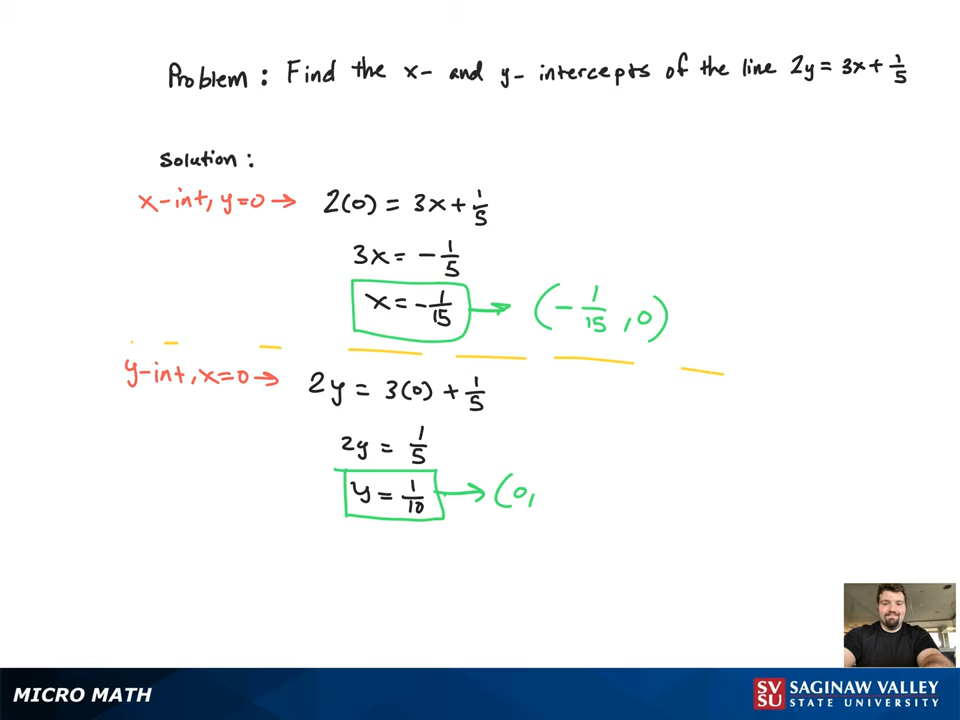 Problem: Find the x- and y- intercepts of the line 2y = 3x + 1/5
Solution:
x-int, y=0 → 2(0) = 3x + 1/5
3x = - 1/5
x = - 1/15 → (- 1/15, 0)
y-int, x=0 → 2y = 3(0) + 1/5
2y = 1/5
y = 1/10 → (0,
MICRO MATH
SV SU SAGINAW VALLEY
STATE UNIVERSITY